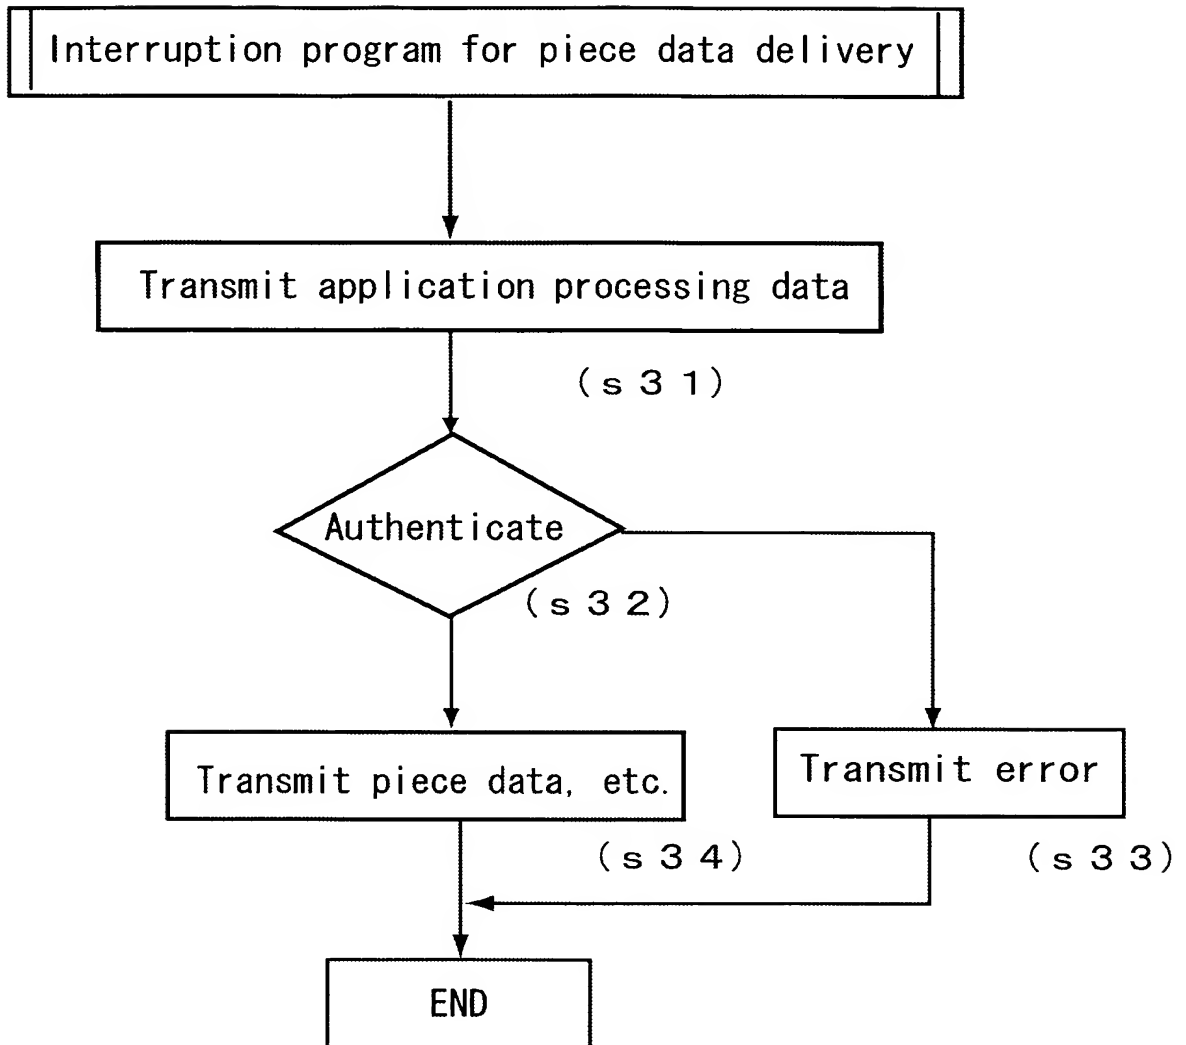 Interruption program for piece data delivery
Transmit application processing data
(s31)
Authenticate
(s32)
Transmit piece data, etc.
Transmit error
(s34)
(s33)
END